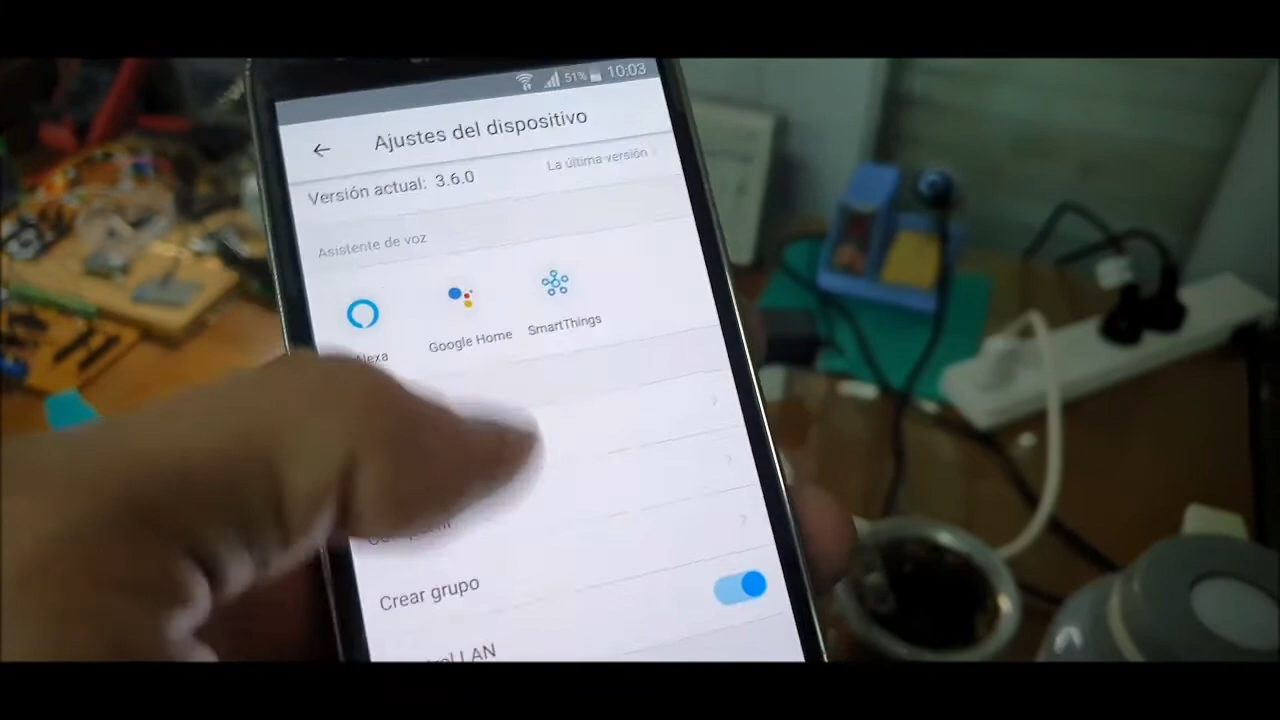 51% 10:03
Ajustes del dispositivo
Versión actual: 3.6.0 La última versión
Asistente de voz
Google Home SmartThings
Crear grupo
LAN